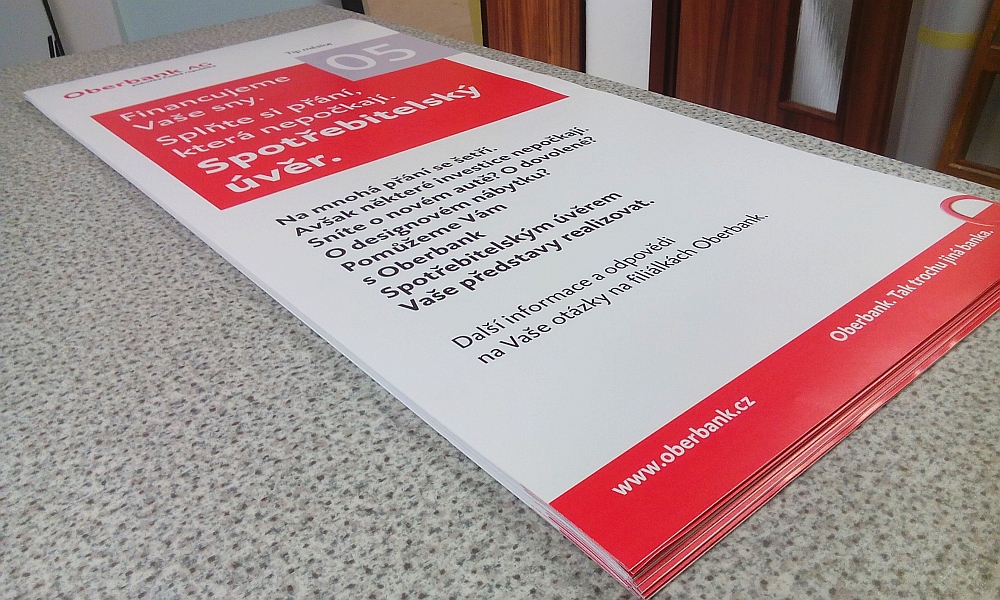 Oberbank AG
Tip měsíce
05
Financujeme
Vaše sny.
Splňte si přání,
která nepočkají.
Spotřebitelský
úvěr.
Na mnohá přání se šetří.
Avšak některé investice nepočkají.
Sníte o novém autě? O dovolené?
O designovém nábytku?
Pomůžeme Vám
s Oberbank
Spotřebitelským úvěrem
Vaše představy realizovat.
Další informace a odpovědi
na Vaše otázky na filiálkách Oberbank.
www.oberbank.cz
Oberbank. Tak trochu jiná banka.